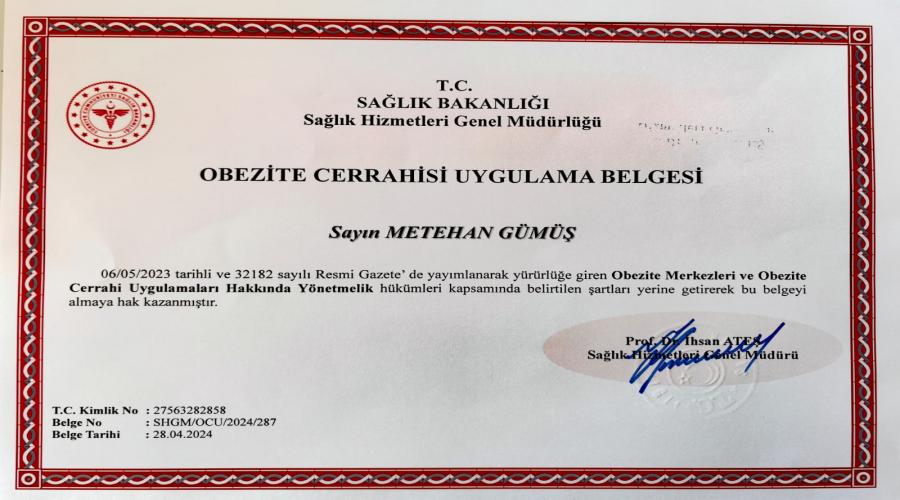 T.C.
SAĞLIK BAKANLIĞI
Sağlık Hizmetleri Genel Müdürlüğü
OBEZİTE CERRAHİSİ UYGULAMA BELGESİ
Sayın METEHAN GÜMÜŞ
06/05/2023 tarihli ve 32182 sayılı Resmi Gazete' de yayımlanarak yürürlüğe giren Obezite Merkezleri ve Obezite
Cerrahi Uygulamaları Hakkında Yönetmelik hükümleri kapsamında belirtilen şartları yerine getirerek bu belgeyi
almaya hak kazanmıştır.
Prof. Dr. İhsan ATEŞ
Sağlık Hizmetleri Genel Müdürü
T.C. Kimlik No : 27563282858
Belge No : SHGM/OCU/2024/287
Belge Tarihi : 28.04.2024